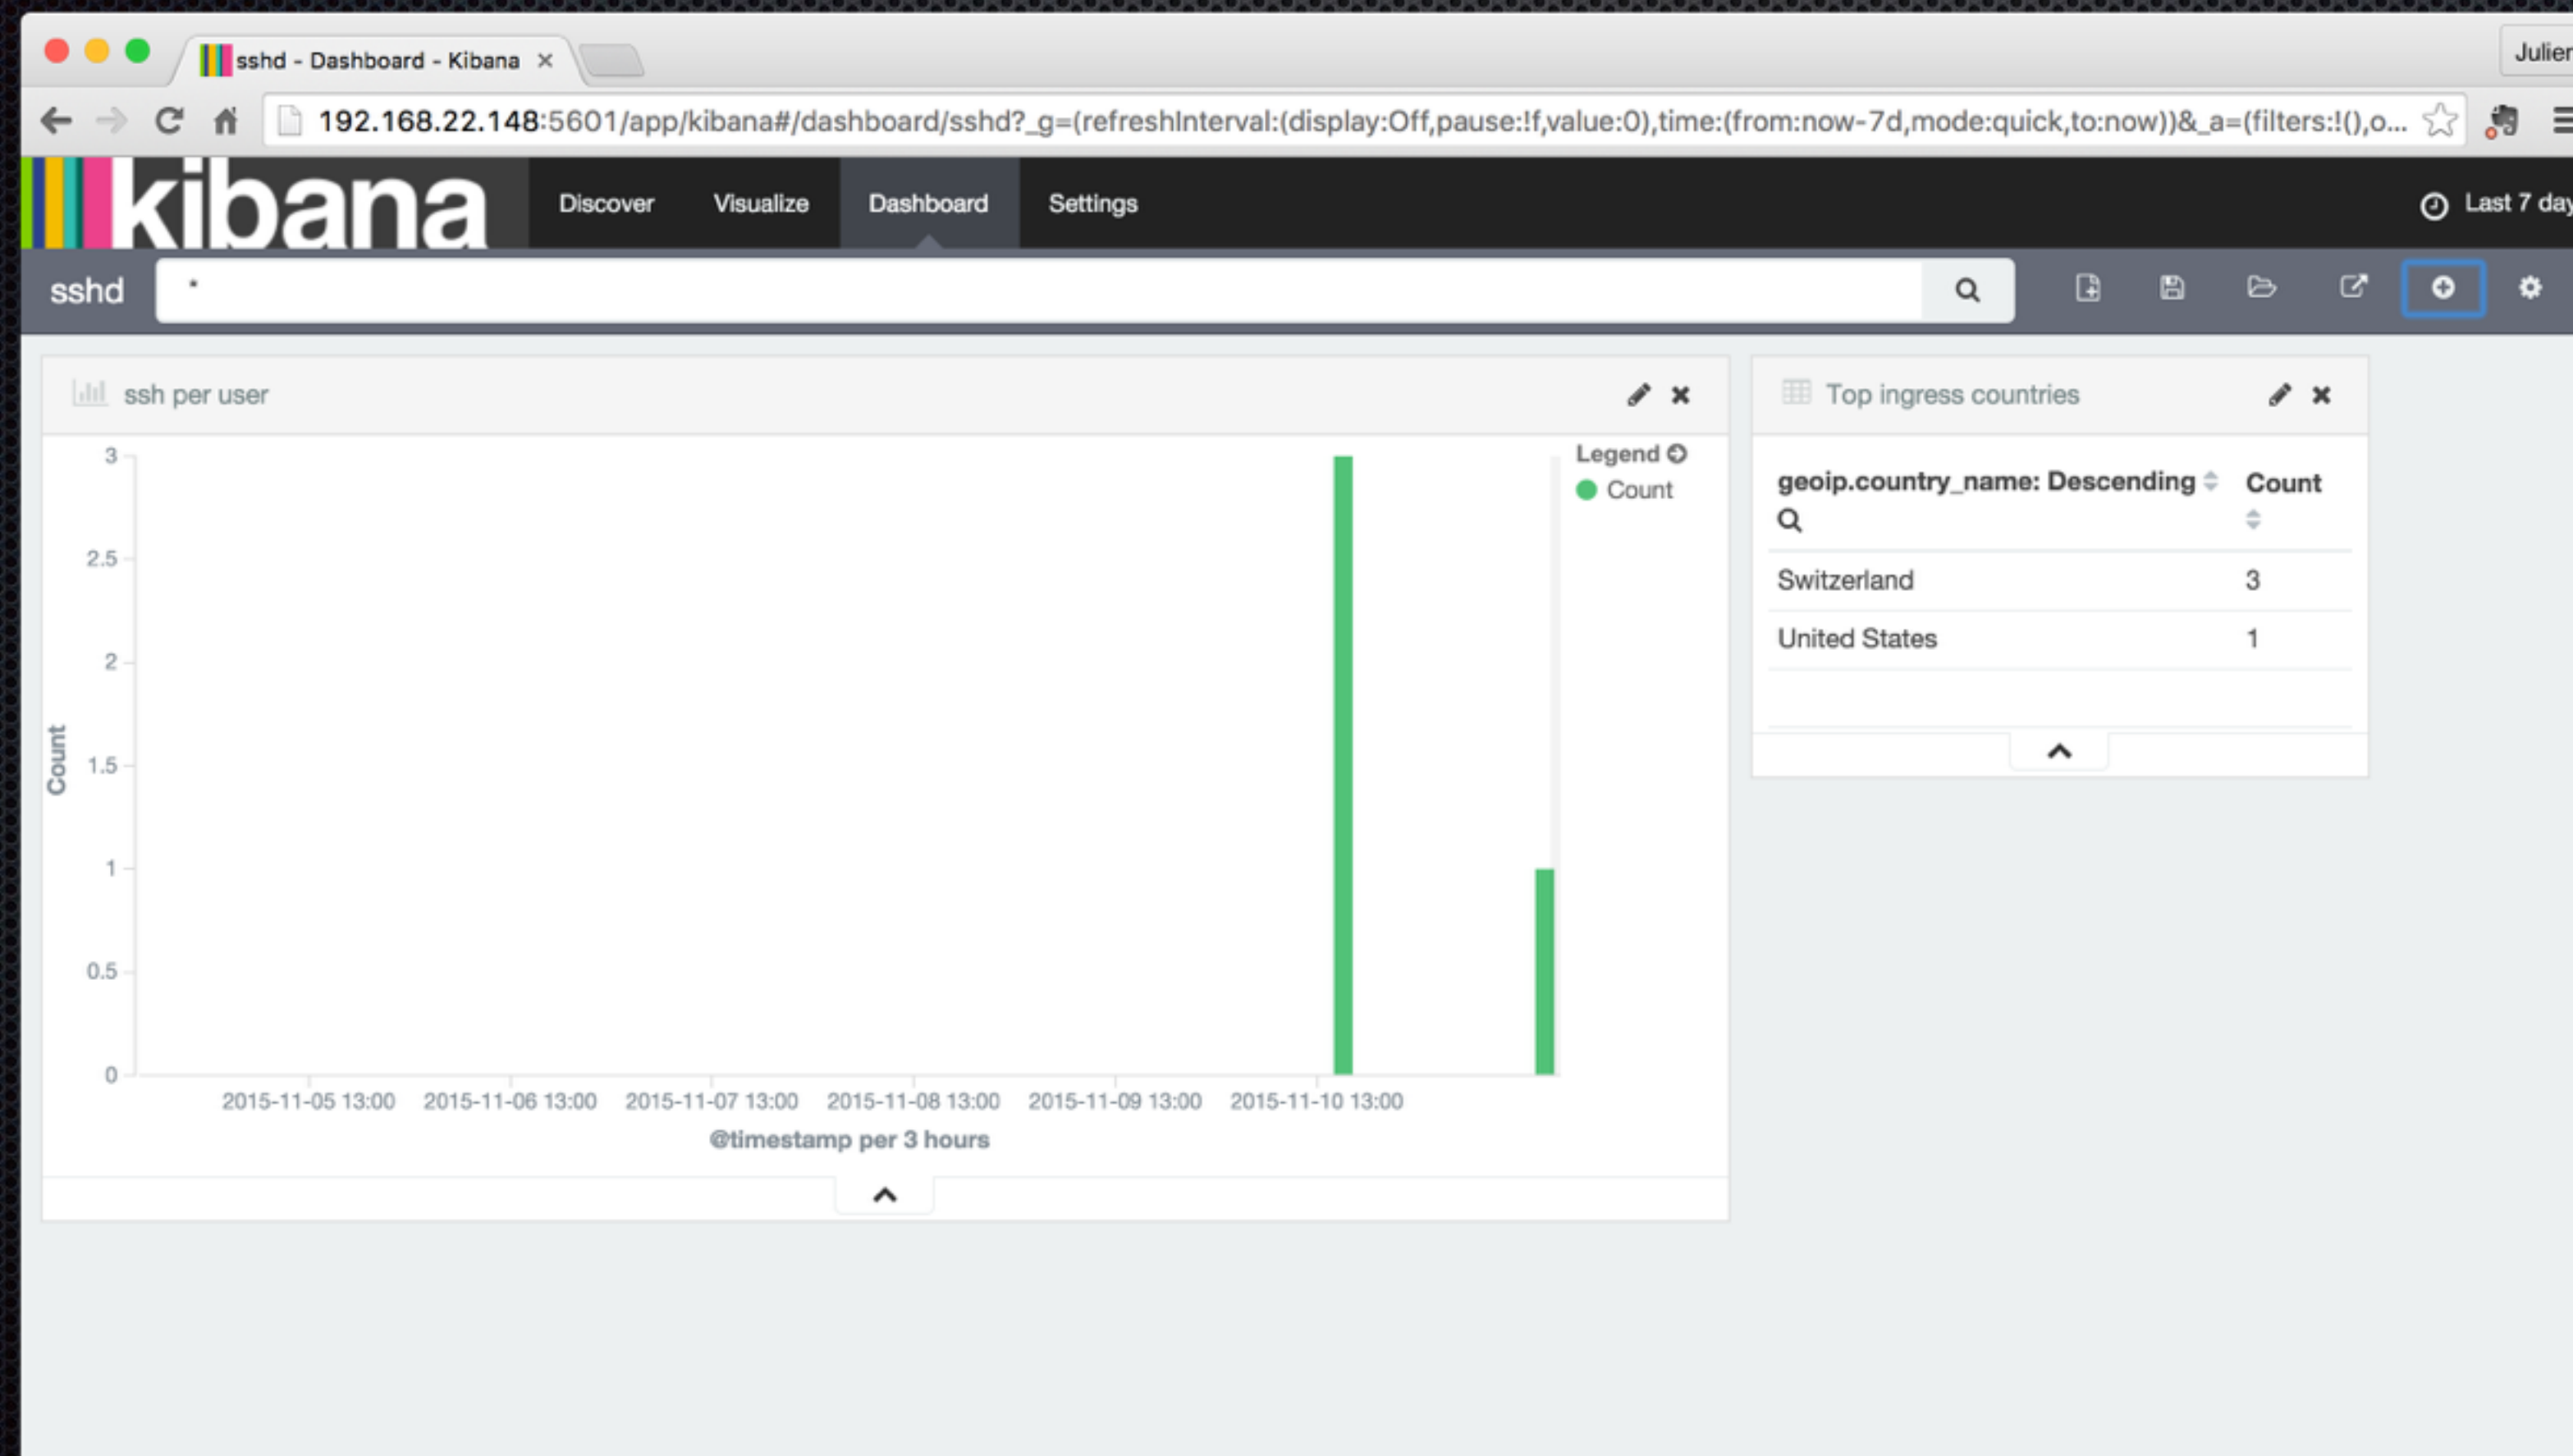 sshd - Dashboard - Kibana
Julien
192.168.22.148:5601/app/kibana#/dashboard/sshd?_g=(refreshInterval:(display:Off,pause:!f,value:0),time:(from:now-7d,mode:quick,to:now))&_a=(filters:!(),o...
kibana Discover Visualize Dashboard Settings Last 7 day
sshd *
ssh per user
Legend
Count
3
2.5
2
1.5
1
0.5
0
Count
2015-11-05 13:00 2015-11-06 13:00 2015-11-07 13:00 2015-11-08 13:00 2015-11-09 13:00 2015-11-10 13:00
@timestamp per 3 hours
Top ingress countries
geoip.country_name: Descending Count
Switzerland 3
United States 1